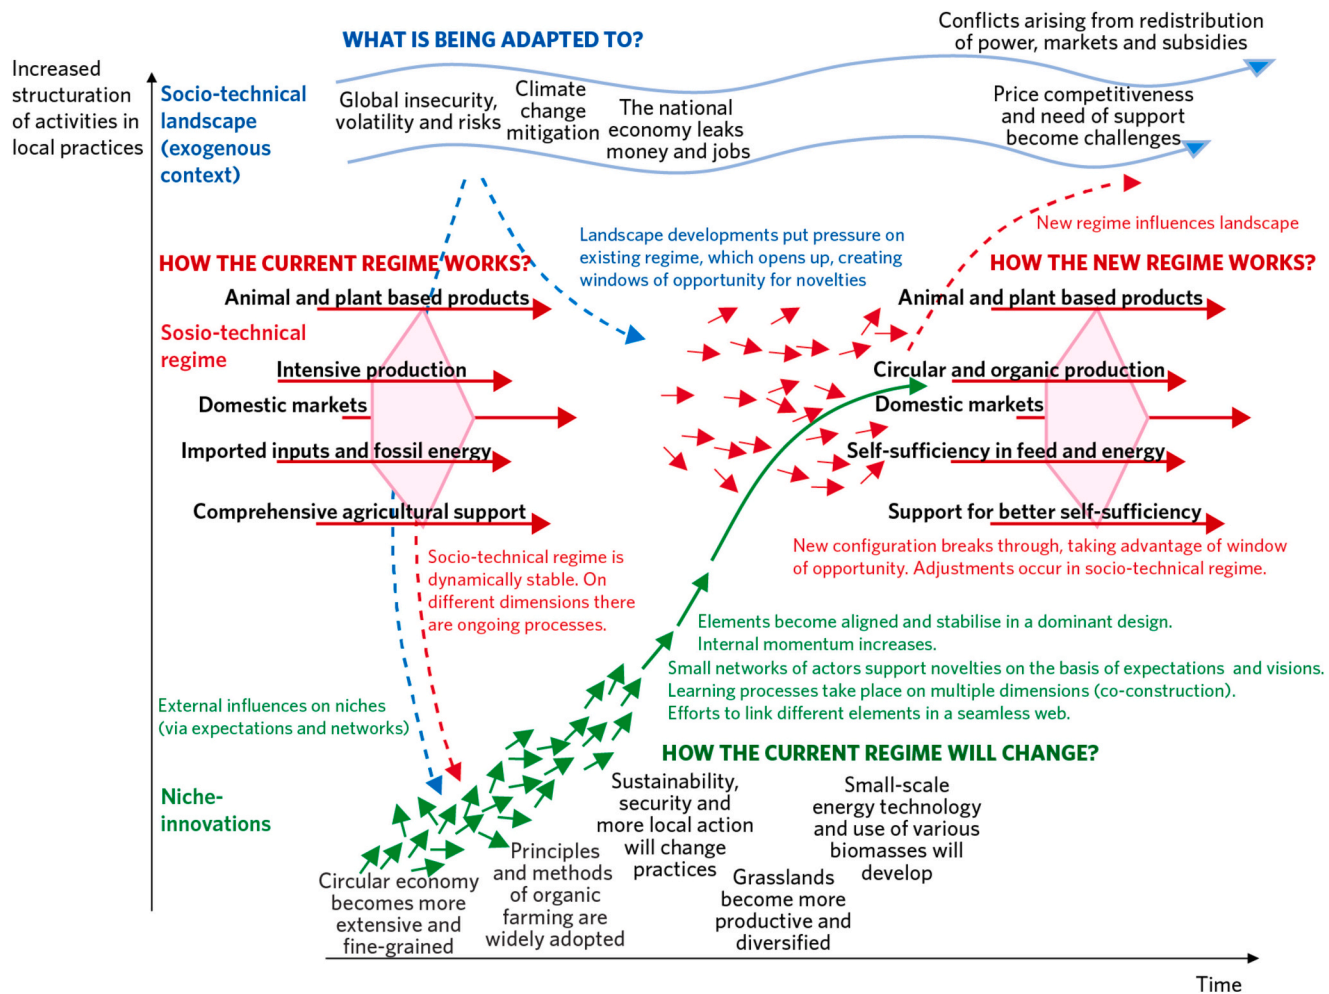 WHAT IS BEING ADAPTED TO?
Conflicts arising from redistribution
of power, markets and subsidies
Increased
structuration
of activities in
local practices
Socio-technical
landscape
(exogenous
context)
Global insecurity,
volatility and risks
Climate
change
mitigation
The national
economy leaks
money and jobs
Price competitiveness
and need of support
become challenges
New regime influences landscape
Landscape developments put pressure on
existing regime, which opens up, creating
windows of opportunity for novelties
HOW THE CURRENT REGIME WORKS?
HOW THE NEW REGIME WORKS?
Animal and plant based products
Sosio-technical
regime
Intensive production
Domestic markets
Imported inputs and fossil energy
Comprehensive agricultural support
Animal and plant based products
Circular and organic production
Domestic markets
Self-sufficiency in feed and energy
Support for better self-sufficiency
Socio-technical regime is
dynamically stable. On
different dimensions there
are ongoing processes.
New configuration breaks through, taking advantage of window
of opportunity. Adjustments occur in socio-technical regime.
Elements become aligned and stabilise in a dominant design.
Internal momentum increases.
Small networks of actors support novelties on the basis of expectations and visions.
Learning processes take place on multiple dimensions (co-construction).
Efforts to link different elements in a seamless web.
External influences on niches
(via expectations and networks)
HOW THE CURRENT REGIME WILL CHANGE?
Niche-
innovations
Circular economy
becomes more
extensive and
fine-grained
Principles
and methods
of organic
farming are
widely adopted
Sustainability,
security and
more local action
will change
practices
Grasslands
become more
productive and
diversified
Small-scale
energy technology
and use of various
biomasses will
develop
Time